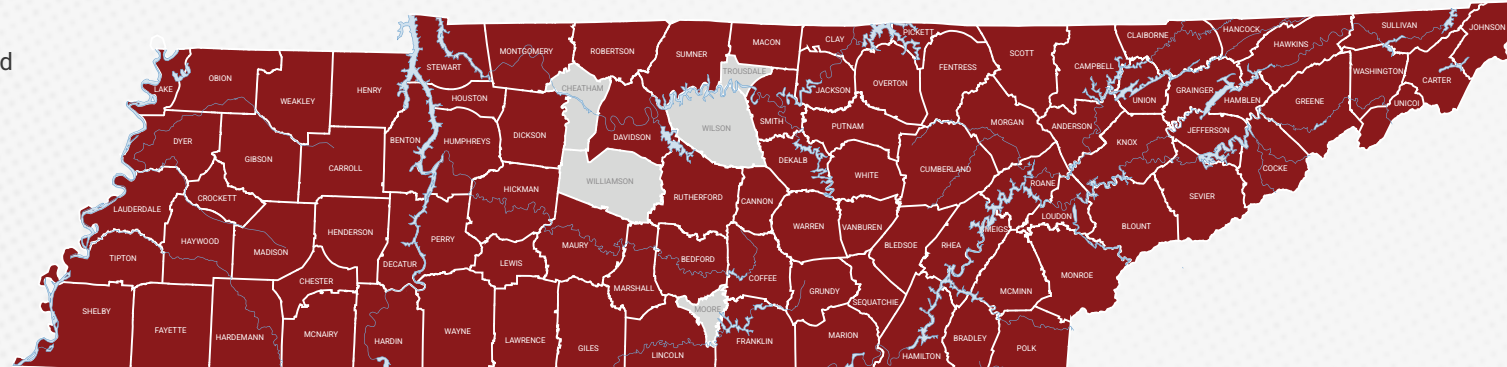 d
SULLIVAN
JOHNSON
HANCOCK
CLAIBORNE
HAWKINS
PICKETT
CLAY
MACON
MONTGOMERY
ROBERTSON
SUMNER
SCOTT
CAMPBELL
STEWART
TROUSDALE
FENTRESS
WASHINGTON
CARTER
OBION
LAKE
WEAKLEY
HENRY
CHEATHAM
JACKSON
OVERTON
GRAINGER
UNION
HAMBLEN
GREENE
UNICOI
HOUSTON
DYER
BENTON
HUMPHREYS
DICKSON
DAVIDSON
WILSON
SMITH
PUTNAM
MORGAN
ANDERSON
KNOX
JEFFERSON
GIBSON
CARROLL
DEKALB
WHITE
CUMBERLAND
COCKE
WILLIAMSON
HICKMAN
RUTHERFORD
CANNON
ROANE
SEVIER
CROCKETT
LAUDERDALE
LOUDON
HAYWOOD
HENDERSON
PERRY
MAURY
WARREN
VANBUREN
BLEDSOE
RHEA
MEIGS
BLOUNT
TIPTON
MADISON
DECATUR
LEWIS
BEDFORD
COFFEE
MONROE
CHESTER
MARSHALL
GRUNDY
SEQUATCHIE
MCMINN
SHELBY
FAYETTE
HARDEMANN
MCNAIRY
HARDIN
WAYNE
LAWRENCE
GILES
LINCOLN
MOORE
FRANKLIN
MARION
HAMILTON
BRADLEY
POLK